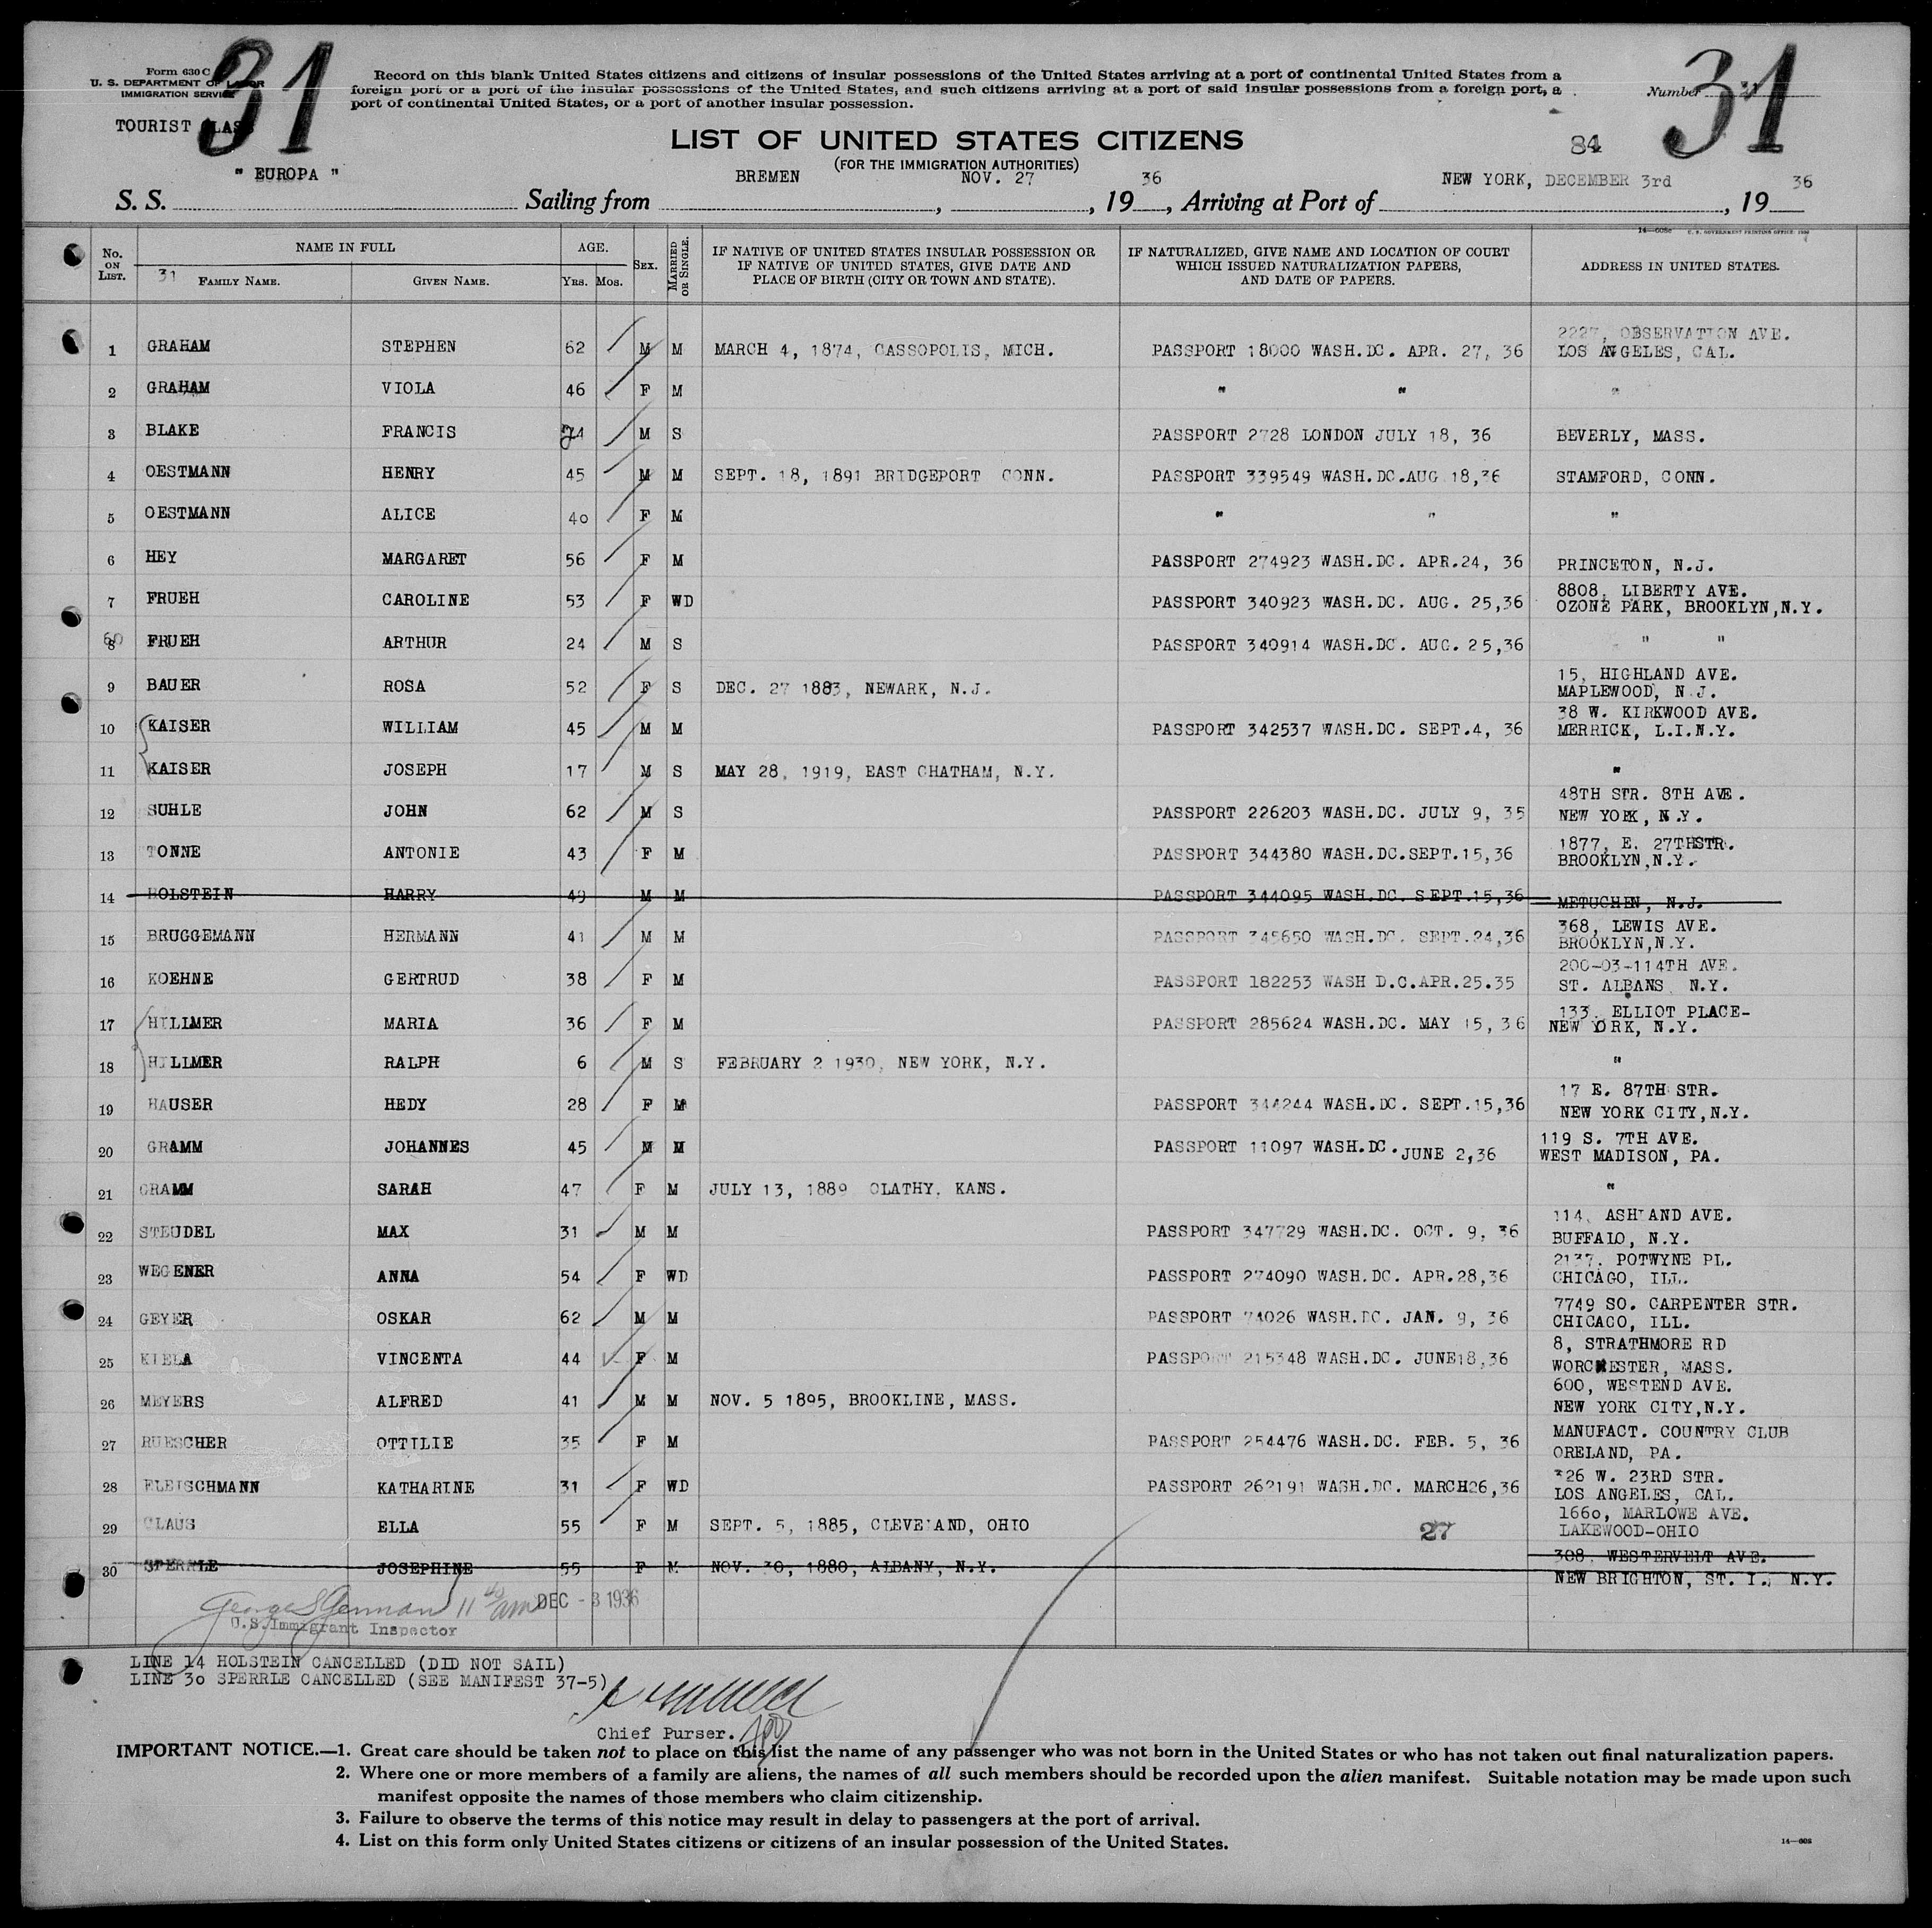 Form 630 C
U. S. DEPARTMENT OF LABOR
IMMIGRATION SERVICE
TOURIST CLASS
31
Record on this blank United States citizens and citizens of insular possessions of the United States arriving at a port of continental United States from a
foreign port or a port of the insular possessions of the United States, and such citizens arriving at a port of said insular possessions from a foreign port, a
port of continental United States, or a port of another insular possession.
Number
31
LIST OF UNITED STATES CITIZENS
(FOR THE IMMIGRATION AUTHORITIES)
84
S. S. " EUROPA " Sailing from BREMEN, NOV. 27, 19 36, Arriving at Port of NEW YORK, DECEMBER 3rd, 19 36
14—608c U. S. GOVERNMENT PRINTING OFFICE
No. ON LIST. NAME IN FULL AGE. SEX. MARRIED OR SINGLE. IF NATIVE OF UNITED STATES INSULAR POSSESSION OR IF NATIVE OF UNITED STATES, GIVE DATE AND PLACE OF BIRTH (CITY OR TOWN AND STATE). IF NATURALIZED, GIVE NAME AND LOCATION OF COURT WHICH ISSUED NATURALIZATION PAPERS, AND DATE OF PAPERS. ADDRESS IN UNITED STATES.
31 FAMILY NAME. GIVEN NAME. YRS. MOS.
1 GRAHAM STEPHEN 62 M M MARCH 4, 1874, CASSOPOLIS, MICH. PASSPORT 18000 WASH.DC. APR. 27, 36 2227, OBSERVATION AVE. LOS ANGELES, CAL.
2 GRAHAM VIOLA 46 F M " " "
3 BLAKE FRANCIS M S PASSPORT 2728 LONDON JULY 18, 36 BEVERLY, MASS.
4 OESTMANN HENRY 45 M M SEPT. 18, 1891 BRIDGEPORT CONN. PASSPORT 339549 WASH.DC.AUG 18,36 STAMFORD, CONN.
5 OESTMANN ALICE 40 F M " " "
6 HEY MARGARET 56 F M PASSPORT 274923 WASH.DC. APR.24, 36 PRINCETON, N.J.
7 FRUEH CAROLINE 53 F WD PASSPORT 340923 WASH.DC. AUG. 25,36 8808, LIBERTY AVE. OZONE PARK, BROOKLYN,N.Y.
8 FRUEH ARTHUR 24 M S PASSPORT 340914 WASH.DC. AUG. 25,36 " "
9 BAUER ROSA 52 F S DEC. 27 1883, NEWARK, N.J. 15, HIGHLAND AVE. MAPLEWOOD, N.J.
10 KAISER WILLIAM 45 M M PASSPORT 342537 WASH.DC. SEPT.4, 36 38 W. KIRKWOOD AVE. MERRICK, L.I.N.Y.
11 KAISER JOSEPH 17 M S MAY 28, 1919, EAST CHATHAM, N.Y. "
12 SUHLE JOHN 62 M S PASSPORT 226203 WASH.DC. JULY 9, 35 48TH STR. 8TH AVE. NEW YORK, N.Y.
13 TONNE ANTONIE 43 F M PASSPORT 344380 WASH.DC.SEPT.15,36 1877, E. 27THSTR. BROOKLYN,N.Y.
14 HOLSTEIN HARRY 49 M M PASSPORT 344095 WASH.DC. SEPT.15,36 METUCHEN, N.J.
15 BRUGGEMANN HERMANN 41 M M PASSPORT 345650 WASH.DC. SEPT.24,36 368, LEWIS AVE. BROOKLYN,N.Y.
16 KOEHNE GERTRUD 38 F M PASSPORT 182253 WASH D.C.APR.25.35 200-03-114TH AVE. ST. ALBANS N.Y.
17 HILLMER MARIA 36 F M PASSPORT 285624 WASH.DC. MAY 15, 36 133. ELLIOT PLACE- NEW YORK, N.Y.
18 HILLMER RALPH 6 M S FEBRUARY 2 1930, NEW YORK, N.Y. "
19 HAUSER HEDY 28 F M PASSPORT 344244 WASH.DC. SEPT.15,36 17 E. 87TH STR. NEW YORK CITY,N.Y.
20 GRAMM JOHANNES 45 M M PASSPORT 11097 WASH.DC. JUNE 2,36 119 S. 7TH AVE. WEST MADISON, PA.
21 GRAMM SARAH 47 F M JULY 13, 1889 OLATHY, KANS. "
22 STEUDEL MAX 31 M M PASSPORT 347729 WASH.DC. OCT. 9, 36 114, ASHLAND AVE. BUFFALO, N.Y.
23 WEGENER ANNA 54 F WD PASSPORT 274090 WASH.DC. APR.28,36 2137, POTWYNE PL. CHICAGO, ILL.
24 GEYER OSKAR 62 M M PASSPORT 74026 WASH.DC. JAN. 9, 36 7749 SO. CARPENTER STR. CHICAGO, ILL.
25 KIELA VINCENTA 44 F M PASSPORT 215348 WASH.DC. JUNE18,36 8, STRATHMORE RD WORCHESTER, MASS.
26 MEYERS ALFRED 41 M M NOV. 5 1895, BROOKLINE, MASS. 600, WESTEND AVE. NEW YORK CITY,N.Y.
27 RUESCHER OTTILIE 35 F M PASSPORT 254476 WASH.DC. FEB. 5, 36 MANUFACT. COUNTRY CLUB ORELAND, PA.
28 FLEISCHMANN KATHARINE 31 F WD PASSPORT 262191 WASH.DC. MARCH26,36 326 W. 23RD STR. LOS ANGELES, CAL.
29 CLAUS ELLA 55 F M SEPT. 5, 1885, CLEVELAND, OHIO 27 1660, MARLOWE AVE. LAKEWOOD-OHIO
30 SPERRLE JOSEPHINE 55 F M NOV. 30, 1880, ALBANY, N.Y. 308. WESTERVELT AVE. NEW BRIGHTON, ST. I., N.Y.
George S German 11 40 am DEC - 3 1936
U.S. Immigrant Inspector
LINE 14 HOLSTEIN CANCELLED (DID NOT SAIL)
LINE 30 SPERRLE CANCELLED (SEE MANIFEST 37-5)
Chief Purser.
IMPORTANT NOTICE.—1. Great care should be taken not to place on this list the name of any passenger who was not born in the United States or who has not taken out final naturalization papers.
2. Where one or more members of a family are aliens, the names of all such members should be recorded upon the alien manifest. Suitable notation may be made upon such
manifest opposite the names of those members who claim citizenship.
3. Failure to observe the terms of this notice may result in delay to passengers at the port of arrival.
4. List on this form only United States citizens or citizens of an insular possession of the United States.
14—608